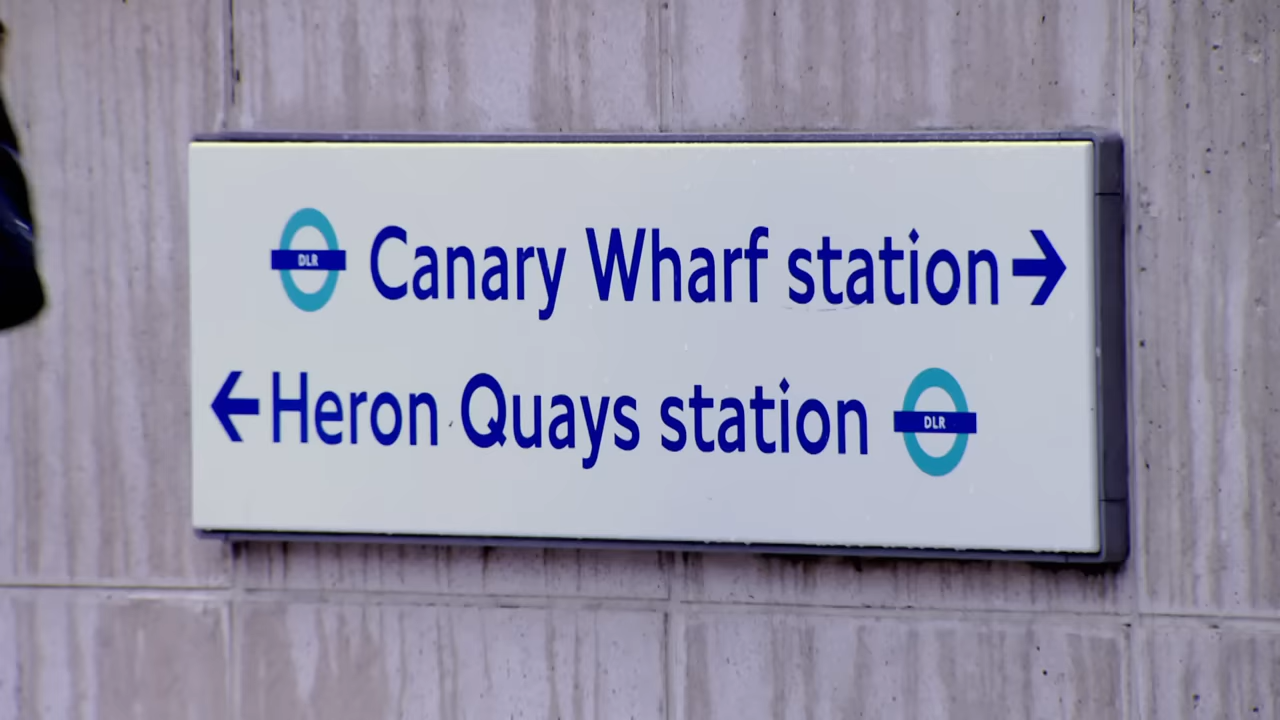 DLR Canary Wharf station →
← Heron Quays station DLR